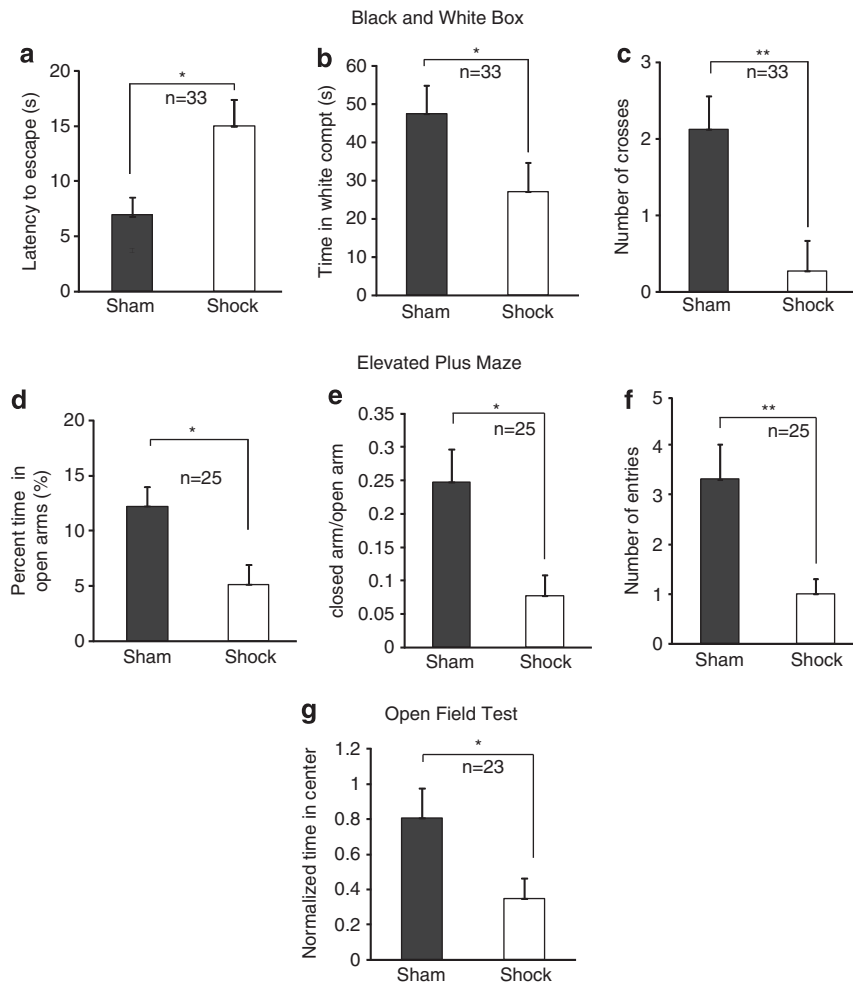 Black and White Box
a
Latency to escape (s)
20
15
10
5
0
*
n=33
Sham Shock
b
Time in white compt (s)
60
50
40
30
20
10
0
*
n=33
Sham Shock
c
Number of crosses
3
2
1
0
**
n=33
Sham Shock
Elevated Plus Maze
d
Percent time in
open arms (%)
20
15
10
5
0
*
n=25
Sham Shock
e
closed arm/open arm
0.35
0.3
0.25
0.2
0.15
0.1
0.05
0
*
n=25
Sham Shock
f
Number of entries
5
4
3
2
1
0
**
n=25
Sham Shock
g
Open Field Test
Normalized time in center
1.2
1
0.8
0.6
0.4
0.2
0
*
n=23
Sham Shock